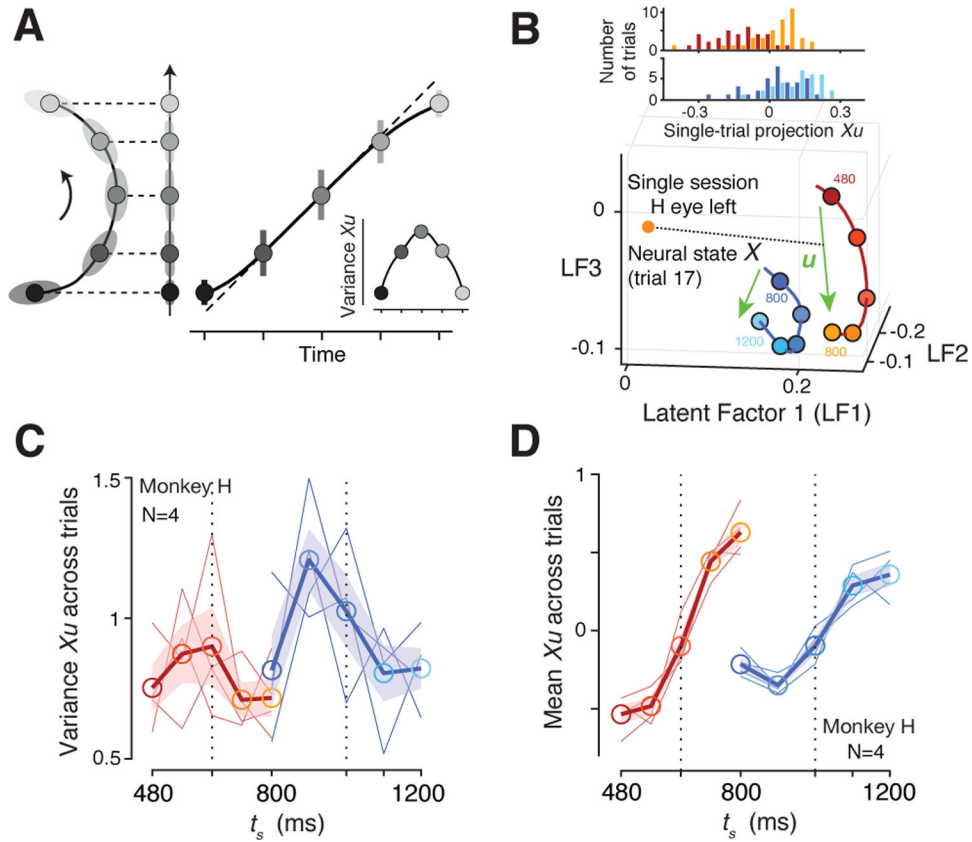 A
Variance Xu
Time
B
Number
of trials
10
5
0
5
0
-0.3
0
0.3
Single-trial projection Xu
Single session
H eye left
Neural state X
(trial 17)
u
480
800
800
1200
0
-0.1
LF3
0
0.2
Latent Factor 1 (LF1)
-0.2
-0.1
LF2
C
Variance Xu across trials
1.5
1
0.5
Monkey H
N=4
480
800
1200
ts (ms)
D
Mean Xu across trials
1
0
Monkey H
N=4
480
800
1200
ts (ms)